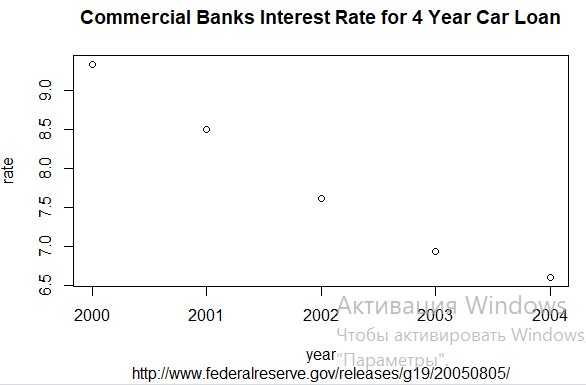 Commercial Banks Interest Rate for 4 Year Car Loan
rate
9.0
8.5
8.0
7.5
7.0
6.5
2000 2001 2002 2003 2004
year
http://www.federalreserve.gov/releases/g19/20050805/
Активация Windows
Чтобы активировать Windows
"Параметры"